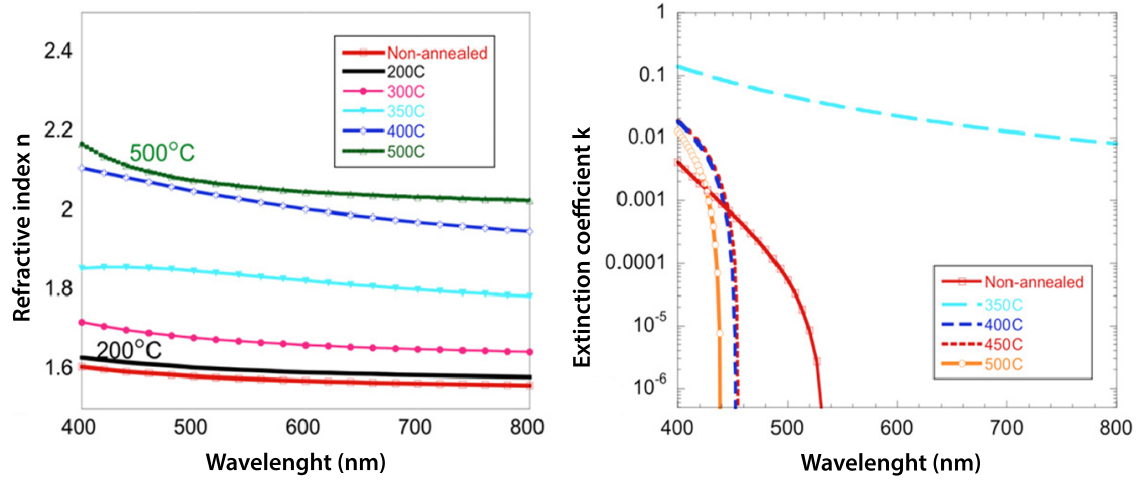 Refractive index n
2.4
2.2
2
1.8
1.6
500°C
200°C
Non-annealed
200C
300C
350C
400C
500C
400
500
600
700
800
Wavelenght (nm)
Extinction coefficient k
1
0.1
0.01
0.001
0.0001
10⁻⁵
10⁻⁶
Non-annealed
350C
400C
450C
500C
400
500
600
700
800
Wavelenght (nm)